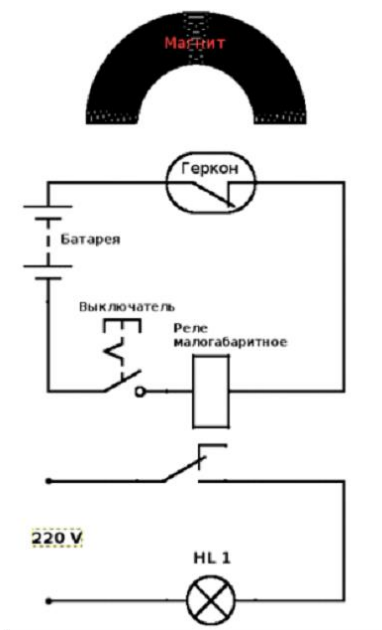 Магнит
Геркон
Батарея
Выключатель
Реле
малогабаритное
220 V
HL 1